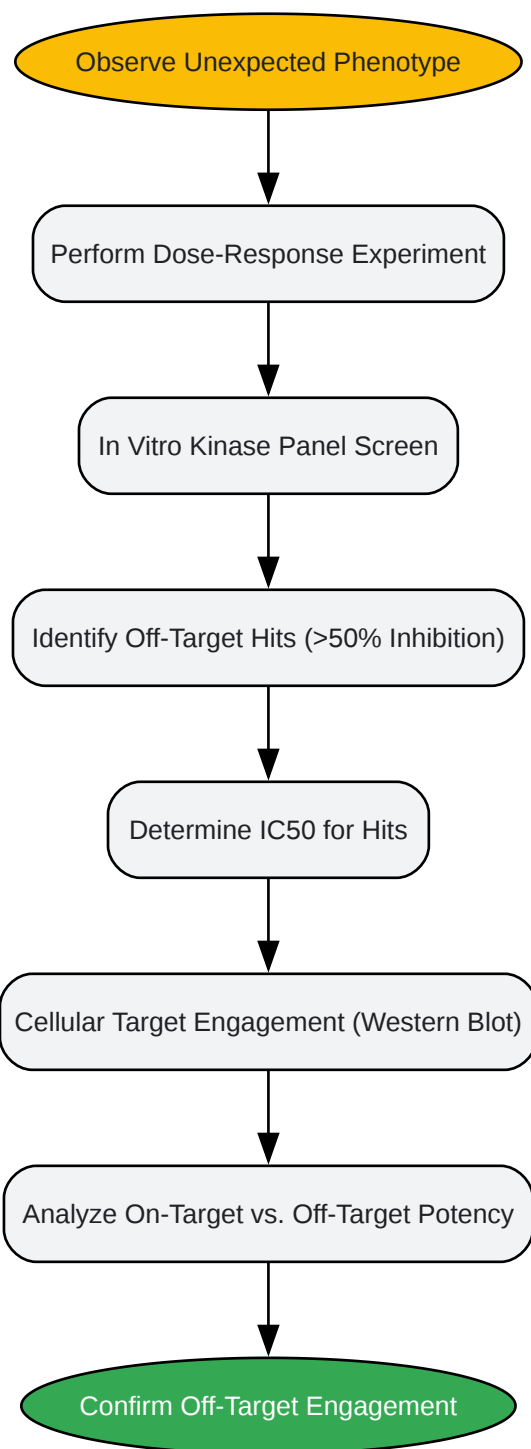 Observe Unexpected Phenotype
Perform Dose-Response Experiment
In Vitro Kinase Panel Screen
Identify Off-Target Hits (>50% Inhibition)
Determine IC50 for Hits
Cellular Target Engagement (Western Blot)
Analyze On-Target vs. Off-Target Potency
Confirm Off-Target Engagement